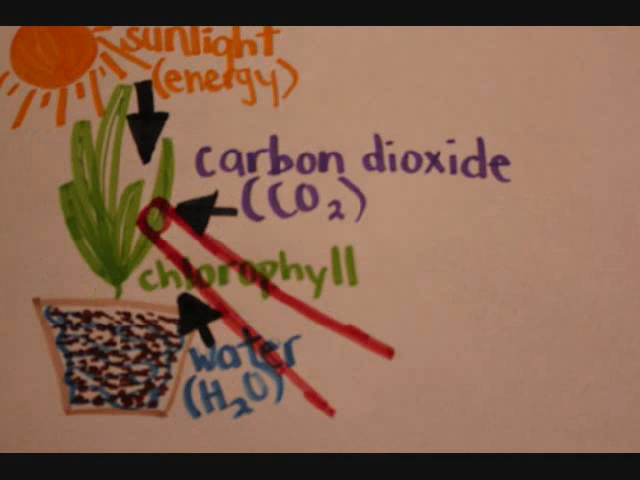 sunlight
(energy)
carbon dioxide
(CO₂)
chlorophyll
water
(H₂O)